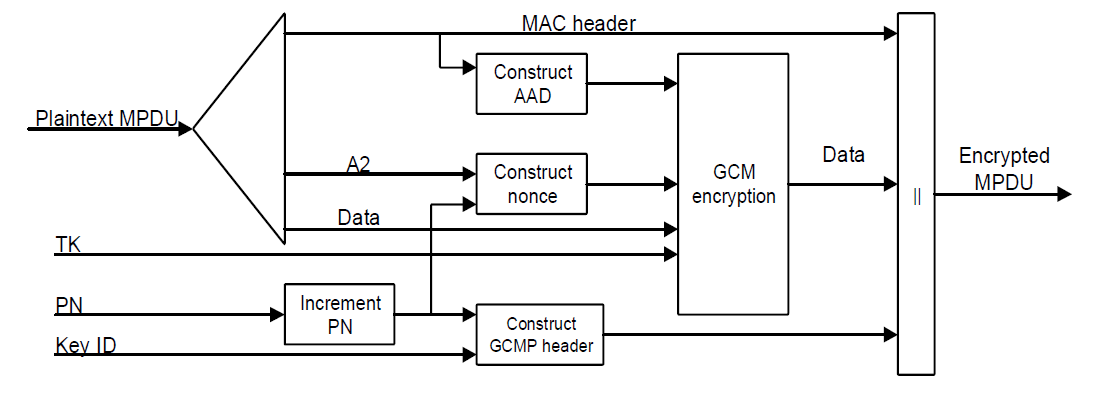 MAC header
Construct
AAD
Plaintext MPDU
A2
Construct
nonce
GCM
encryption
Data
||
Encrypted
MPDU
Data
TK
PN
Increment
PN
Construct
GCMP header
Key ID